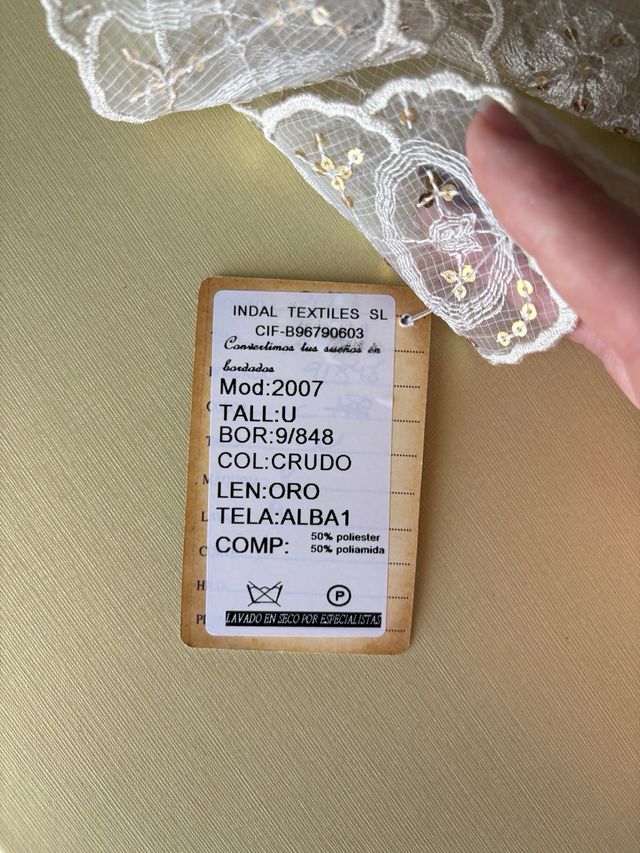 INDAL TEXTILES SL
CIF-B96790603
Convertimos tus sueños en
bordados
Mod:2007
TALL:U
BOR:9/848
COL:CRUDO
LEN:ORO
TELA:ALBA1
COMP: 50% poliester
50% poliamida
P
LAVADO EN SECO POR ESPECIALISTAS